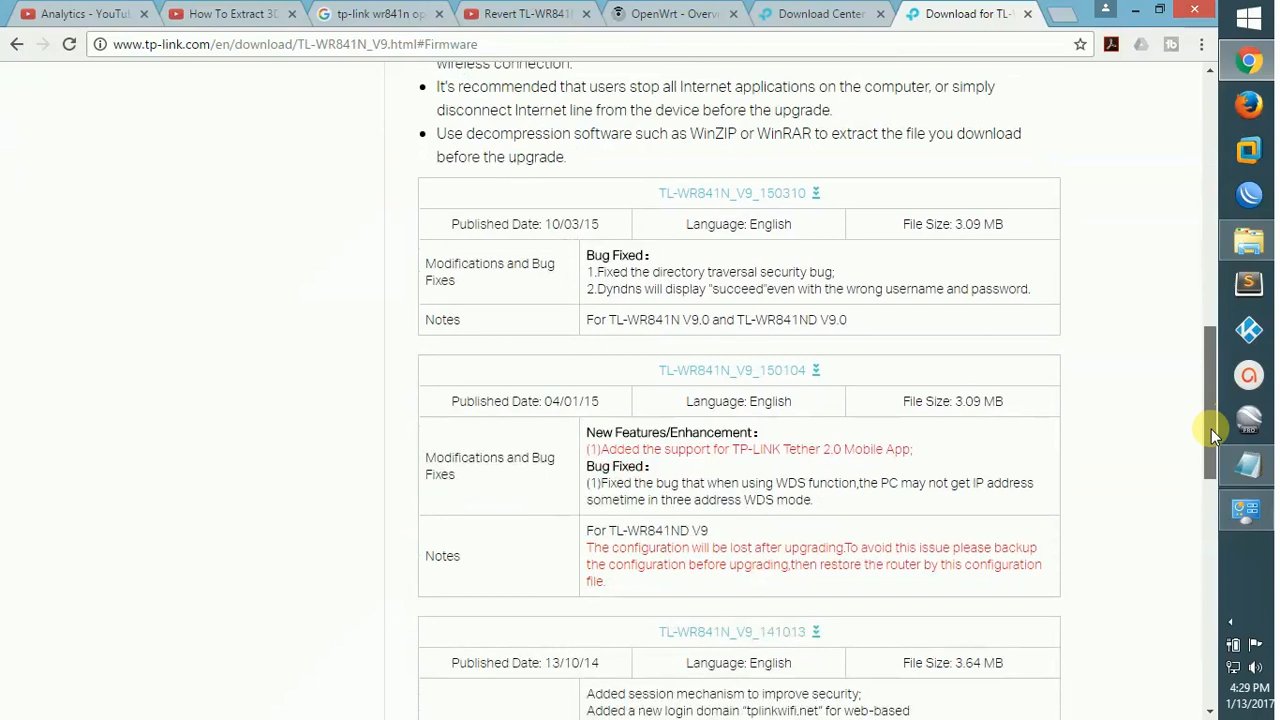 Analytics - YouTu
How To Extract 3D
tp-link wr841n op
Revert TL-WR841
OpenWrt - Overv
Download Center
Download for TL-
www.tp-link.com/en/download/TL-WR841N_V9.html#Firmware
wireless connection.
It's recommended that users stop all Internet applications on the computer, or simply
disconnect Internet line from the device before the upgrade.
Use decompression software such as WinZIP or WinRAR to extract the file you download
before the upgrade.
TL-WR841N_V9_150310
Published Date: 10/03/15
Language: English
File Size: 3.09 MB
Modifications and Bug
Fixes
Bug Fixed：
1.Fixed the directory traversal security bug;
2.Dyndns will display "succeed"even with the wrong username and password.
Notes
For TL-WR841N V9.0 and TL-WR841ND V9.0
TL-WR841N_V9_150104
Published Date: 04/01/15
Language: English
File Size: 3.09 MB
Modifications and Bug
Fixes
New Features/Enhancement：
(1)Added the support for TP-LINK Tether 2.0 Mobile App;
Bug Fixed：
(1)Fixed the bug that when using WDS function,the PC may not get IP address
sometime in three address WDS mode.
Notes
For TL-WR841ND V9
The configuration will be lost after upgrading.To avoid this issue please backup
the configuration before upgrading,then restore the router by this configuration
file.
TL-WR841N_V9_141013
Published Date: 13/10/14
Language: English
File Size: 3.64 MB
Added session mechanism to improve security;
Added a new login domain "tplinkwifi.net" for web-based
PRO
4:29 PM
1/13/2017